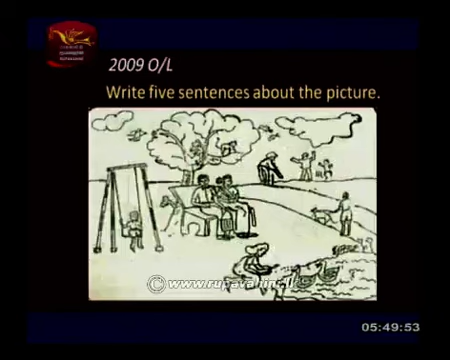 2009 O/L
Write five sentences about the picture.
© www.rupavahini.lk
05:49:53